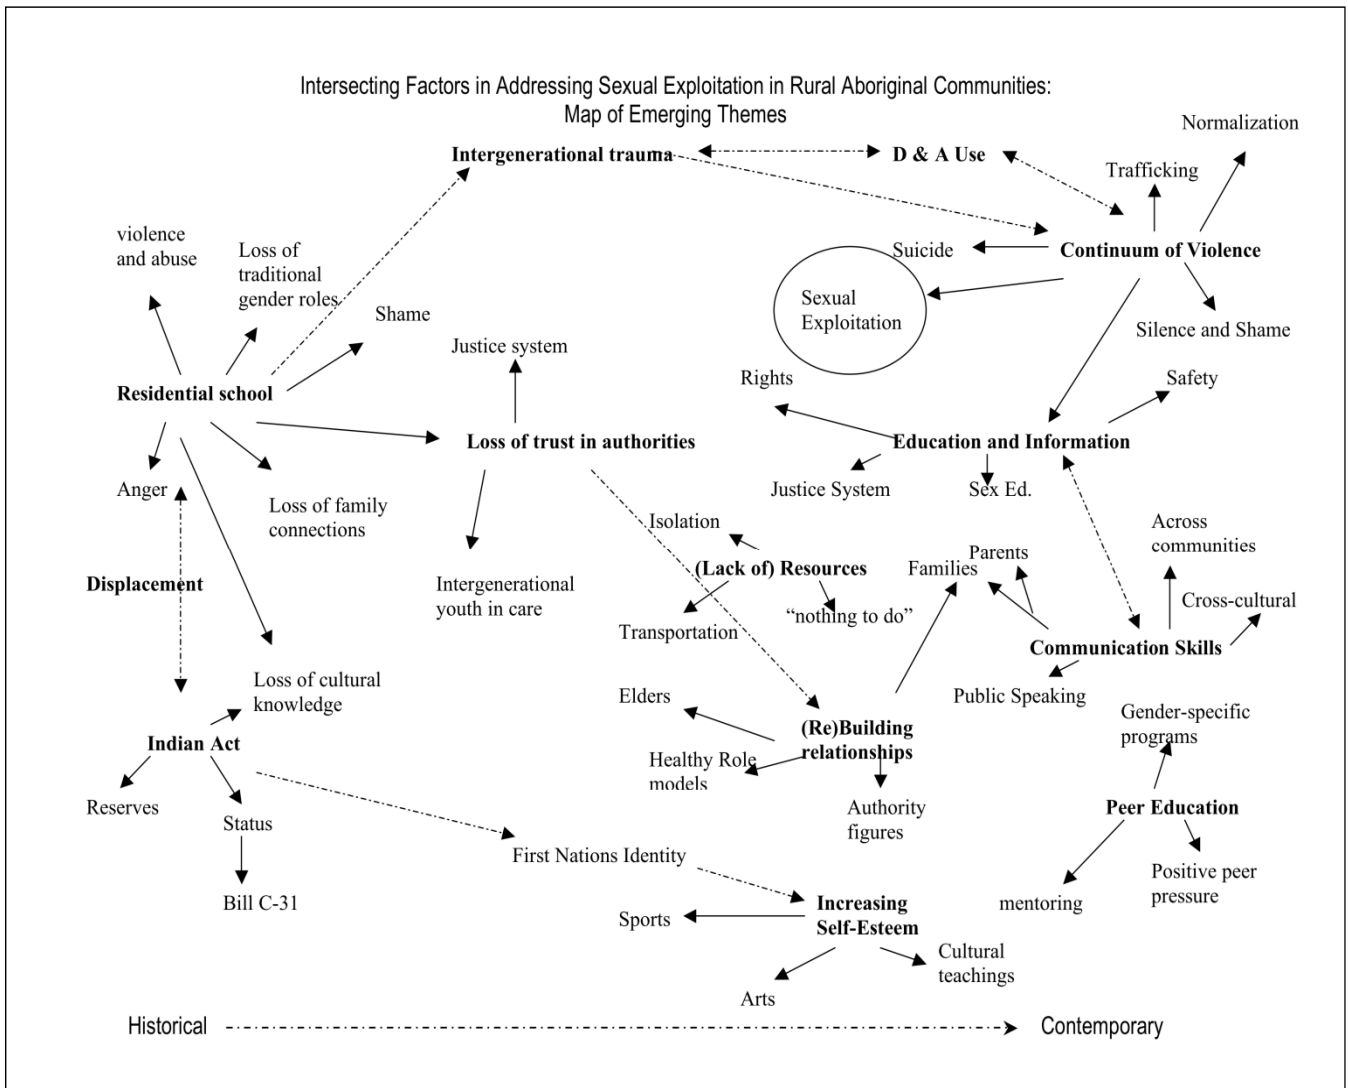 Intersecting Factors in Addressing Sexual Exploitation in Rural Aboriginal Communities:
Map of Emerging Themes
Normalization
Intergenerational trauma
D & A Use
Trafficking
violence
and abuse
Loss of
traditional
gender roles
Suicide
Continuum of Violence
Sexual
Exploitation
Shame
Silence and Shame
Justice system
Residential school
Rights
Safety
Loss of trust in authorities
Education and Information
Anger
Loss of family
connections
Justice System
Sex Ed.
Isolation
Across
communities
Displacement
Intergenerational
youth in care
(Lack of) Resources
Families
Parents
Transportation
“nothing to do”
Cross-cultural
Communication Skills
Loss of cultural
knowledge
Elders
Public Speaking
Indian Act
(Re)Building
relationships
Gender-specific
programs
Healthy Role
models
Reserves
Status
Authority
figures
Peer Education
First Nations Identity
Bill C-31
Positive peer
pressure
mentoring
Sports
Increasing
Self-Esteem
Cultural
teachings
Arts
Historical
Contemporary